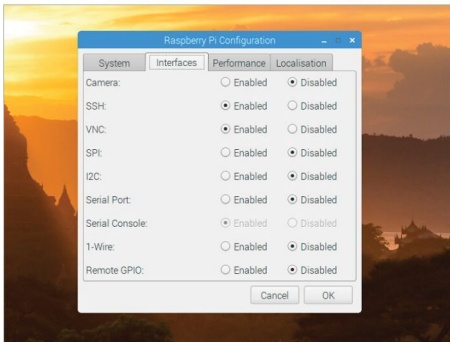 Raspberry Pi Configuration
System Interfaces Performance Localisation
Camera: Enabled Disabled
SSH: Enabled Disabled
VNC: Enabled Disabled
SPI: Enabled Disabled
I2C: Enabled Disabled
Serial Port: Enabled Disabled
Serial Console: Enabled Disabled
1-Wire: Enabled Disabled
Remote GPIO: Enabled Disabled
Cancel OK